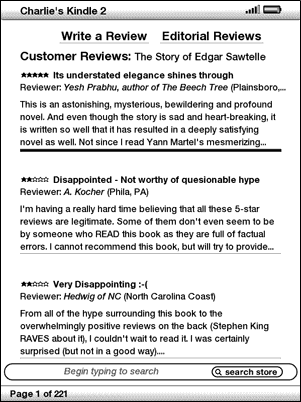 Charlie's Kindle 2
Write a Review   Editorial Reviews
Customer Reviews: The Story of Edgar Sawtelle
★★★★★ Its understated elegance shines through
Reviewer: Yesh Prabhu, author of The Beech Tree (Plainsboro,...
This is an astonishing, mysterious, bewildering and profound
novel. And even though the story is sad and heart-breaking, it
is written so well that it has resulted in a deeply satisfying
novel as well. Not since I read Yann Martel's mesmerizing...
★★☆☆☆ Disappointed - Not worthy of quesionable hype
Reviewer: A. Kocher (Phila, PA)
I'm having a really hard time believing that all these 5-star
reviews are legitimate. Some of them don't even seem to be
by someone who READ this book as they are full of factual
errors. I cannot recommend this book, but will try to provide...
★★☆☆☆ Very Disappointing :-(
Reviewer: Hedwig of NC (North Carolina Coast)
From all of the hype surrounding this book to the
overwhelmingly positive reviews on the back (Stephen King
RAVES about it), I couldn't wait to read it. I was certainly
surprised (but not in a good way)....
Begin typing to search   search store
Page 1 of 221